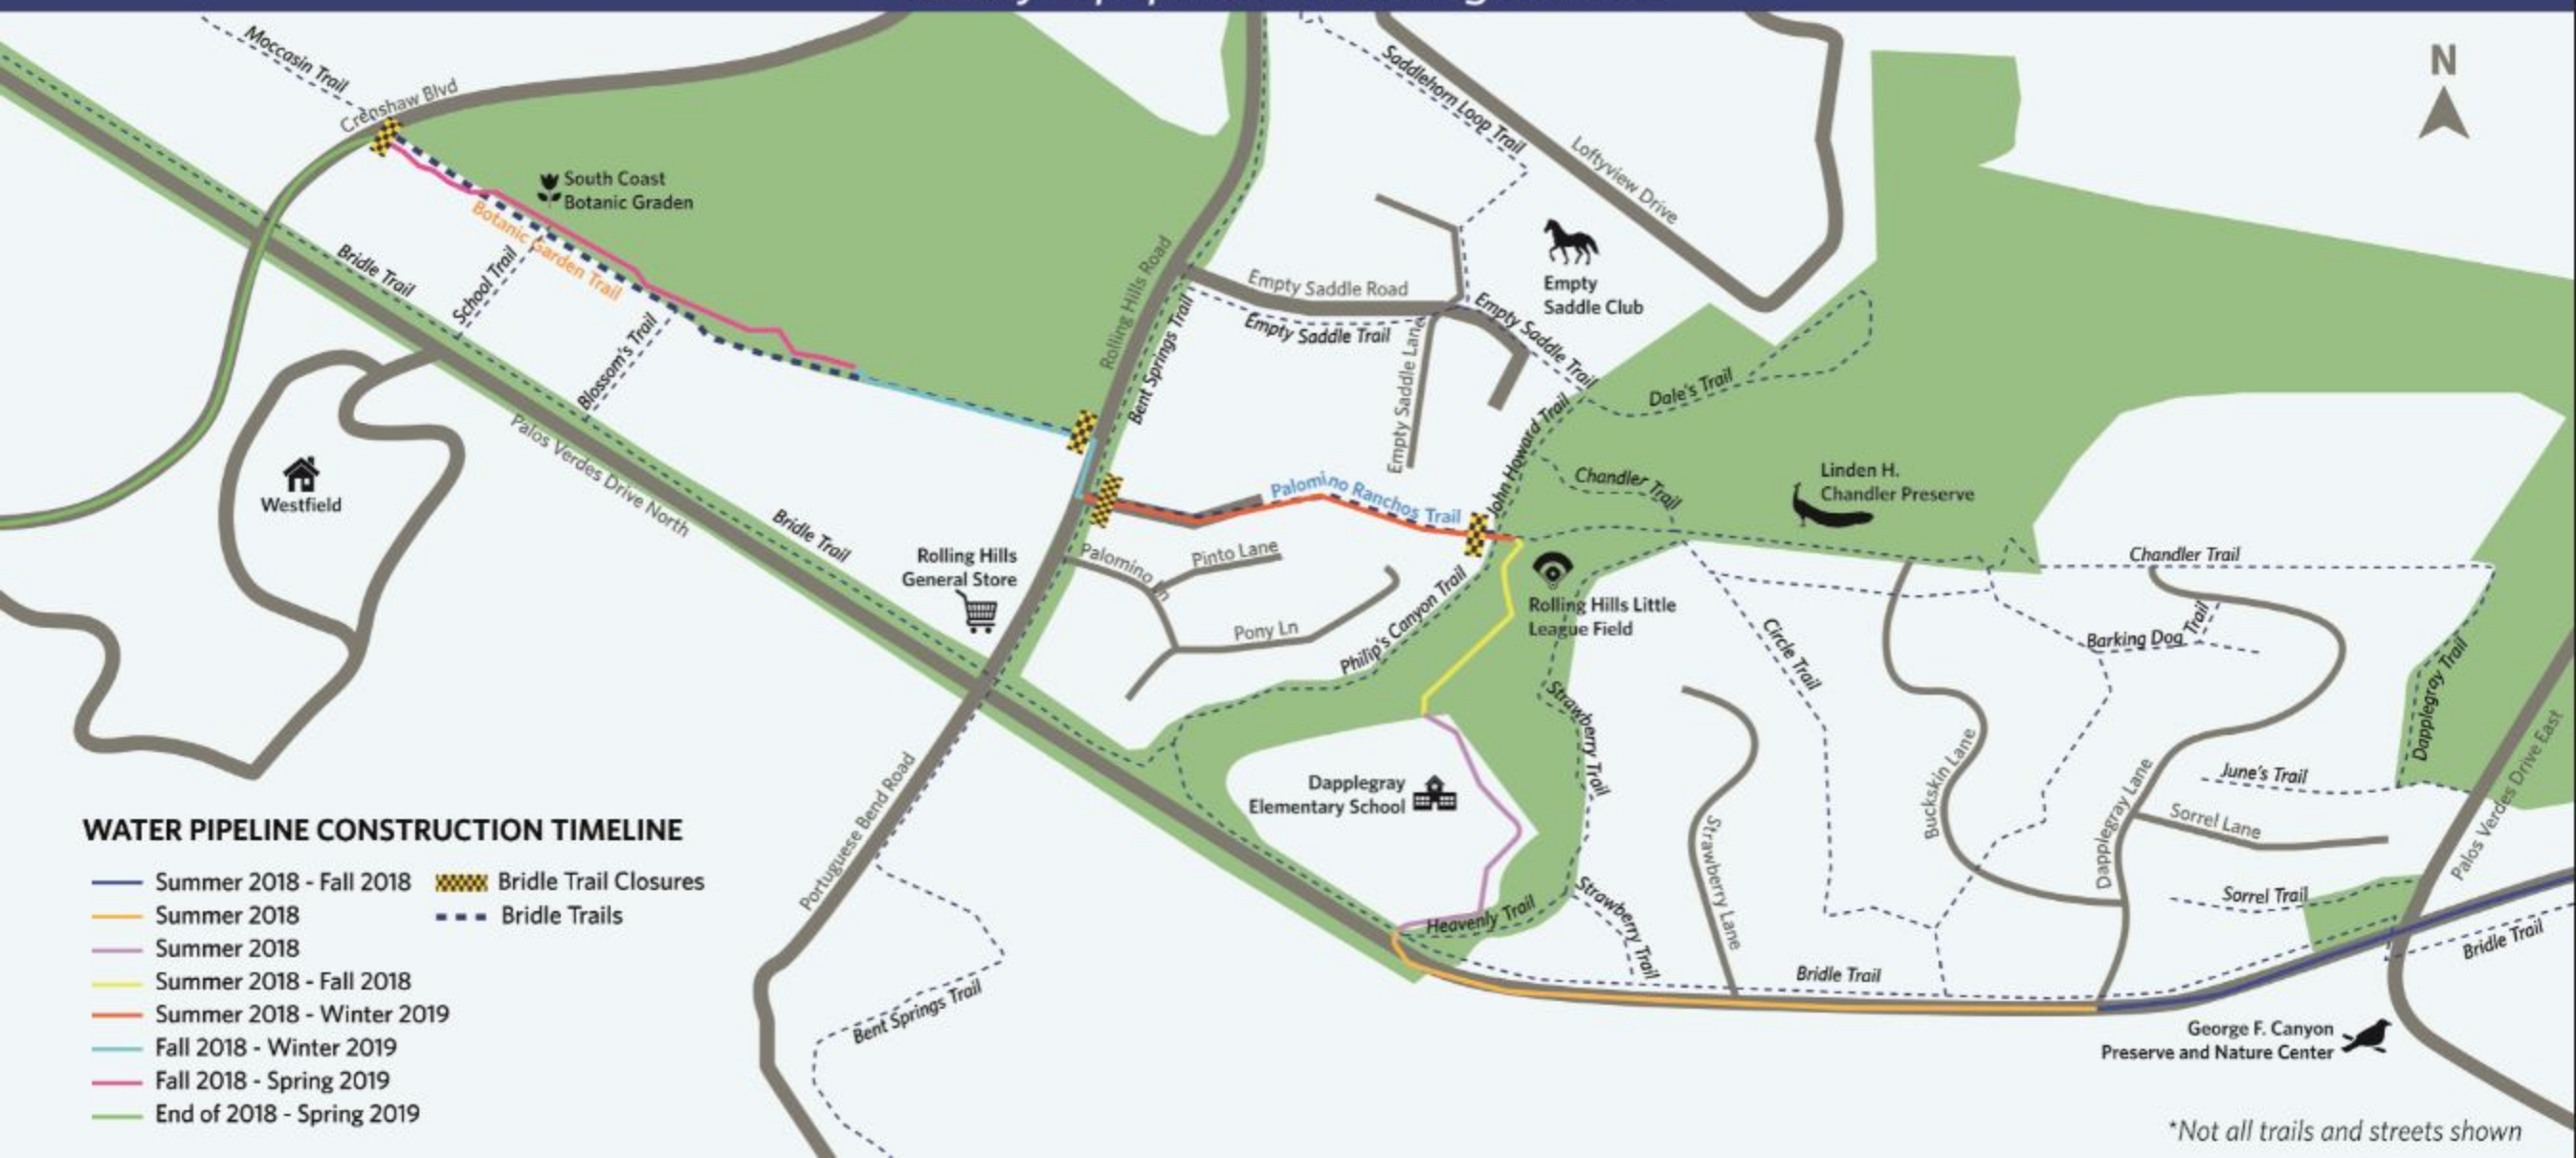 Moccasin Trail
Crenshaw Blvd
South Coast
Botanic Graden
Botanic Garden Trail
School Trail
Bridle Trail
Blossom's Trail
Palos Verdes Drive North
Westfield
Bridle Trail
Rolling Hills
General Store
Rolling Hills Road
Bent Springs Trail
Saddlehorn Loop Trail
Loftyview Drive
N
Empty Saddle Road
Empty Saddle Trail
Empty Saddle Lane
Empty Saddle Trail
Empty
Saddle Club
Dale's Trail
John Howard Trail
Chandler Trail
Linden H.
Chandler Preserve
Palomino Ranchos Trail
Palomino Ln
Pinto Lane
Pony Ln
Philip's Canyon Trail
Rolling Hills Little
League Field
Chandler Trail
Circle Trail
Barking Dog Trail
Dapplegray Trail
Strawberry Trail
Dapplegray
Elementary School
Strawberry Lane
Buckskin Lane
Dapplegray Lane
June's Trail
Sorrel Lane
Palos Verdes Drive East
Sorrel Trail
Heavenly Trail
Strawberry Trail
Bridle Trail
Bridle Trail
Portuguese Bend Road
Bent Springs Trail
George F. Canyon
Preserve and Nature Center
WATER PIPELINE CONSTRUCTION TIMELINE
Summer 2018 - Fall 2018
Bridle Trail Closures
Summer 2018
Bridle Trails
Summer 2018
Summer 2018 - Fall 2018
Summer 2018 - Winter 2019
Fall 2018 - Winter 2019
Fall 2018 - Spring 2019
End of 2018 - Spring 2019
*Not all trails and streets shown